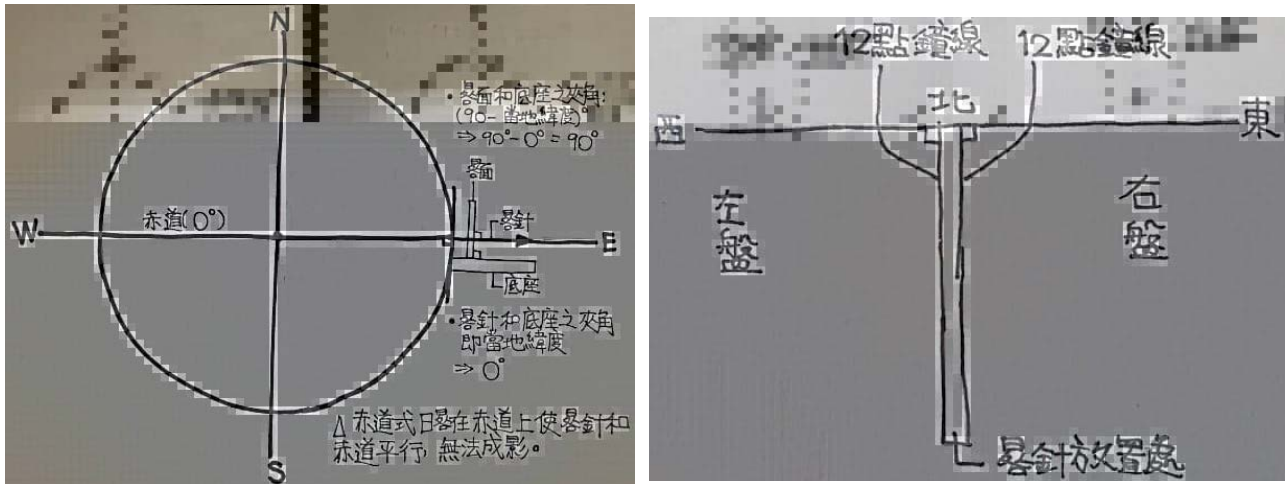 N
・晷面和底座之夾角:
(90-當地緯度)°
⇒ 90°-0°=90°
晷面
赤道(0°)
晷針
W
E
底座
・晷針和底座之夾角
即當地緯度
⇒ 0°
△ 赤道式日晷在赤道上使晷針和
赤道平行,無法成影。
S
12點鐘線
12點鐘線
北
西
東
左盤
右盤
晷針放置處